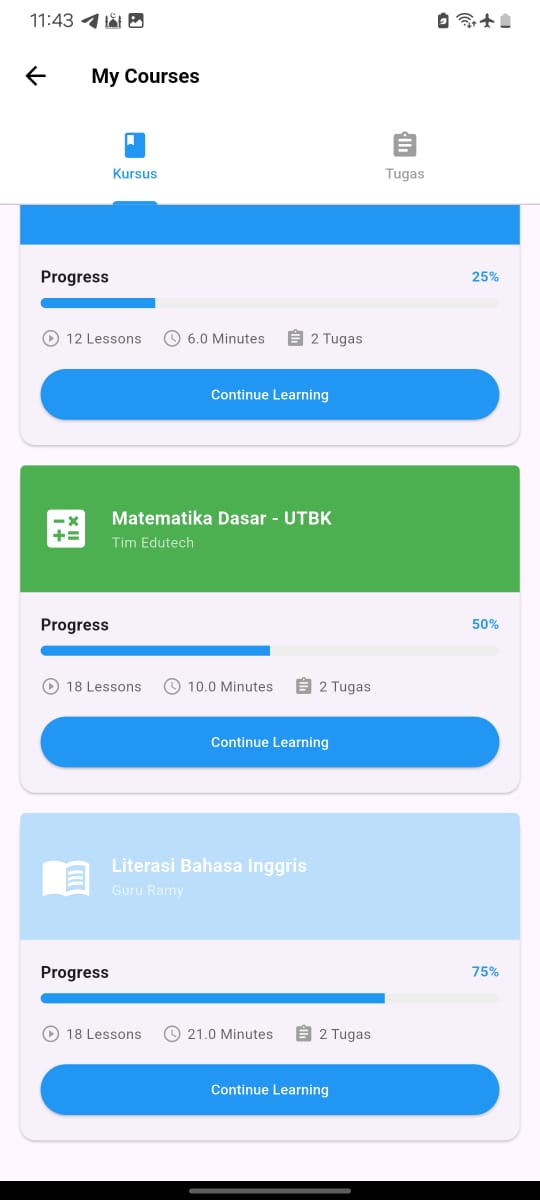 11:43
My Courses
Kursus
Tugas
Progress
25%
12 Lessons
6.0 Minutes
2 Tugas
Continue Learning
Matematika Dasar - UTBK
Tim Edutech
Progress
50%
18 Lessons
10.0 Minutes
2 Tugas
Continue Learning
Literasi Bahasa Inggris
Guru Ramy
Progress
75%
18 Lessons
21.0 Minutes
2 Tugas
Continue Learning